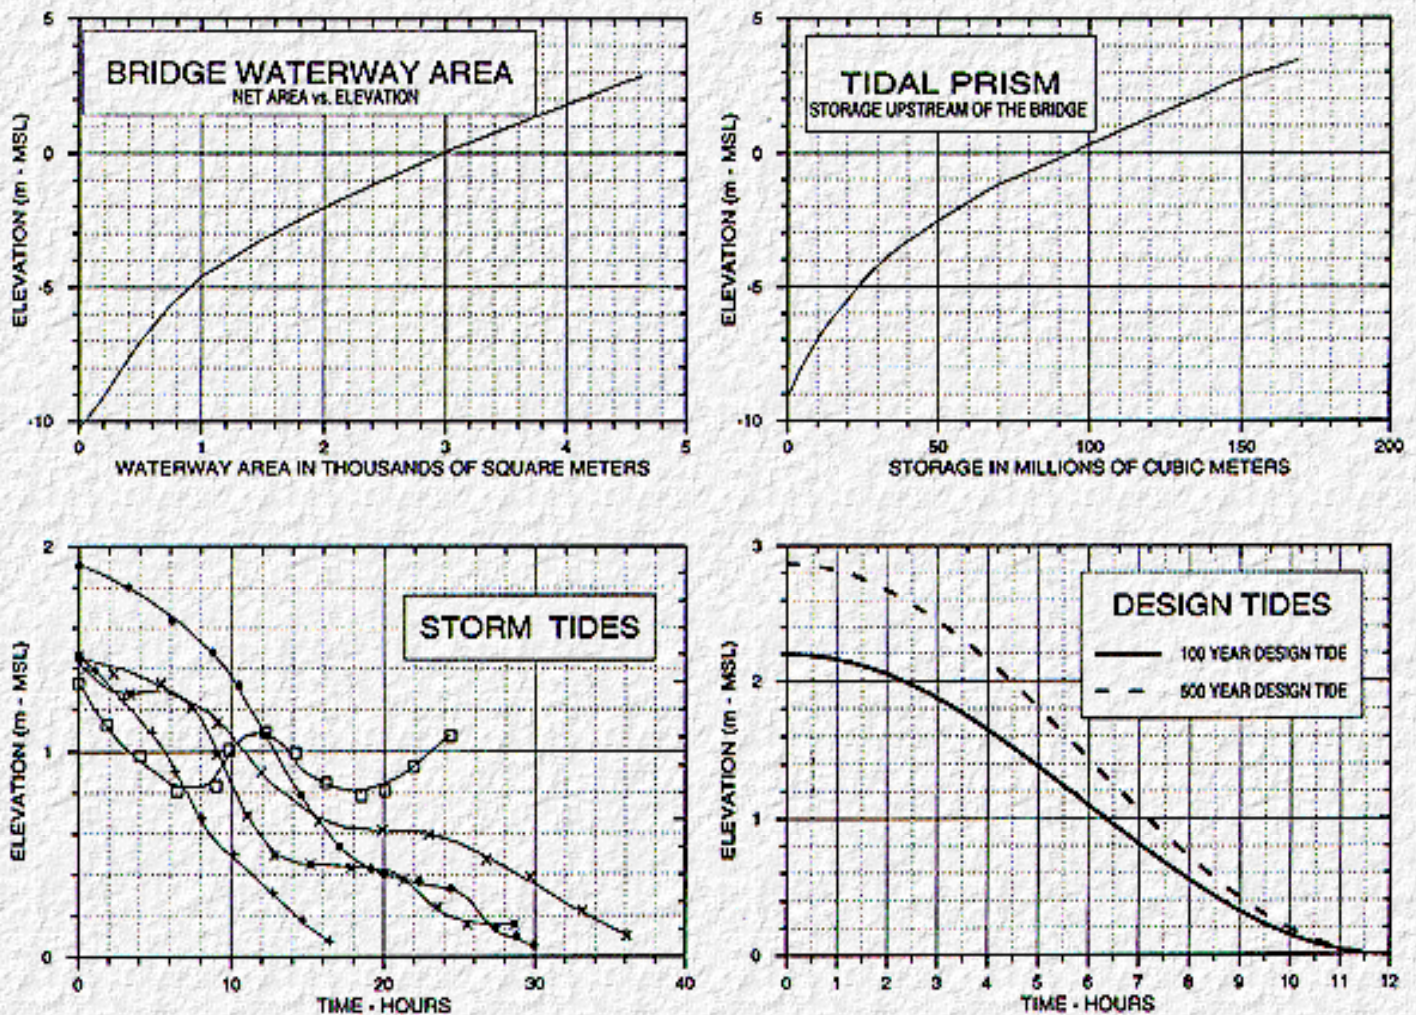 BRIDGE WATERWAY AREA
NET AREA vs. ELEVATION
ELEVATION (m - MSL)
5
0
-5
-10
0 1 2 3 4 5
WATERWAY AREA IN THOUSANDS OF SQUARE METERS
TIDAL PRISM
STORAGE UPSTREAM OF THE BRIDGE
ELEVATION (m - MSL)
5
0
-5
-10
0 50 100 150 200
STORAGE IN MILLIONS OF CUBIC METERS
STORM TIDES
ELEVATION (m - MSL)
2
1
0
0 10 20 30 40
TIME - HOURS
DESIGN TIDES
100 YEAR DESIGN TIDE
500 YEAR DESIGN TIDE
ELEVATION (m - MSL)
3
2
1
0
0 1 2 3 4 5 6 7 8 9 10 11 12
TIME - HOURS